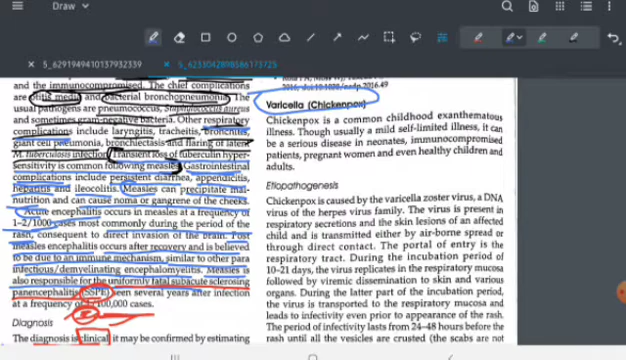 Draw
5_6291949410137932339
5_6233042898586173725
and the immunocompromised. The chief complications
are otitis media and bacterial bronchopneumonia. The
usual pathogens are pneumococcus, Staphylococcus aureus
and sometimes gram-negative bacteria. Other respiratory
complications include laryngitis, tracheitis, bronchitis,
giant cell pneumonia, bronchiectasis and flaring of latent
M. tuberculosis infection. Transient loss of tuberculin hyper-
sensitivity is common following measles. Gastrointestinal
complications include persistent diarrhea, appendicitis,
hepatitis and ileocolitis. Measles can precipitate mal-
nutrition and can cause noma or gangrene of the cheeks.
Acute encephalitis occurs in measles at a frequency of
1–2/1000 cases most commonly during the period of the
rash, consequent to direct invasion of the brain. Post
measles encephalitis occurs after recovery and is believed
to be due to an immune mechanism, similar to other para
infectious/demyelinating encephalomyelitis. Measles is
also responsible for the uniformly fatal subacute sclerosing
panencephalitis (SSPE) seen several years after infection
at a frequency of 100,000 cases.
Diagnosis
The diagnosis is clinical; it may be confirmed by estimating
Varicella (Chickenpox)
Chickenpox is a common childhood exanthematous
illness. Though usually a mild self-limited illness, it can
be a serious disease in neonates, immunocompromised
patients, pregnant women and even healthy children and
adults.
Etiopathogenesis
Chickenpox is caused by the varicella zoster virus, a DNA
virus of the herpes virus family. The virus is present in
respiratory secretions and the skin lesions of an affected
child and is transmitted either by air-borne spread or
through direct contact. The portal of entry is the
respiratory tract. During the incubation period of
10–21 days, the virus replicates in the respiratory mucosa
followed by viremic dissemination to skin and various
organs. During the latter part of the incubation period,
the virus is transported to the respiratory mucosa and
leads to infectivity even prior to appearance of the rash.
The period of infectivity lasts from 24–48 hours before the
rash until all the vesicles are crusted (the scabs are not